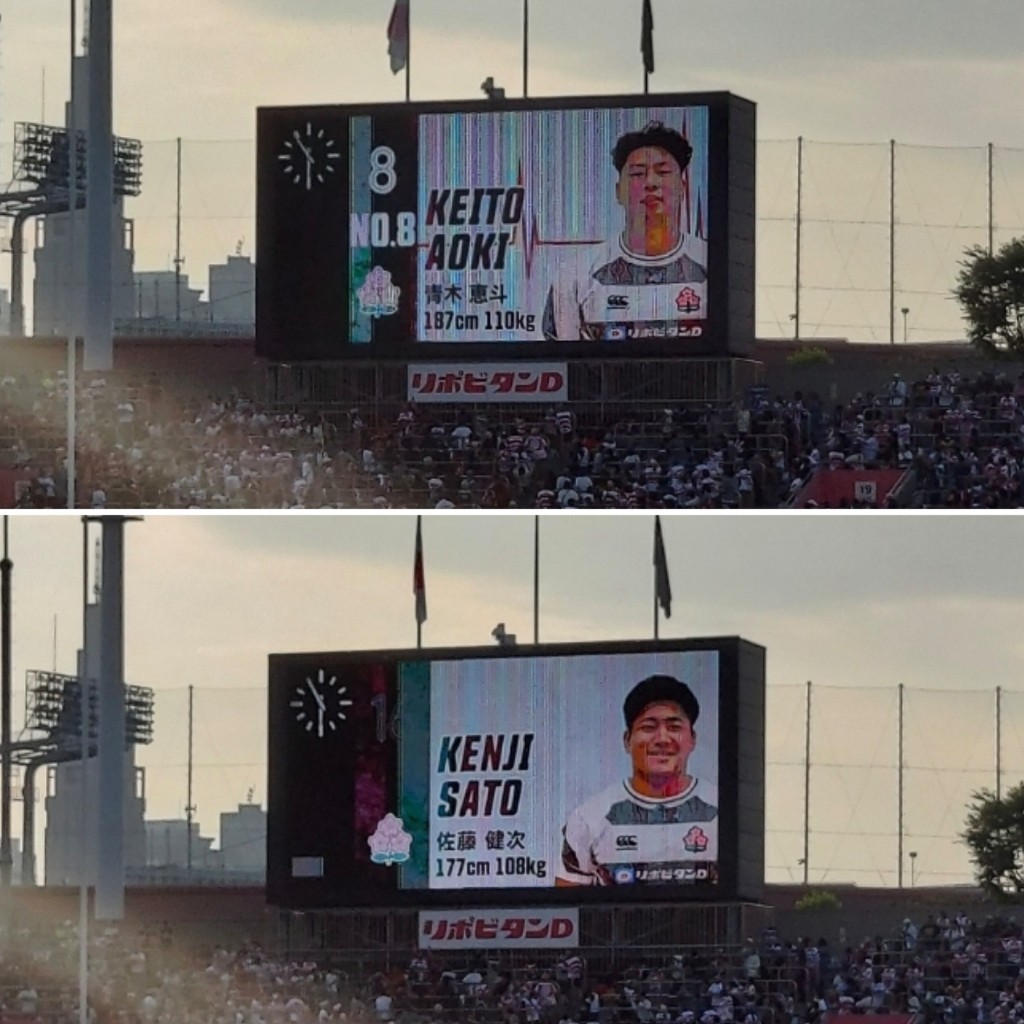 8
NO.8
KEITO
AOKI
青木 恵斗
187cm 110kg
リポビタンD
リポビタンD
19
16
KENJI
SATO
佐藤 健次
177cm 108kg
リポビタンD
リポビタンD